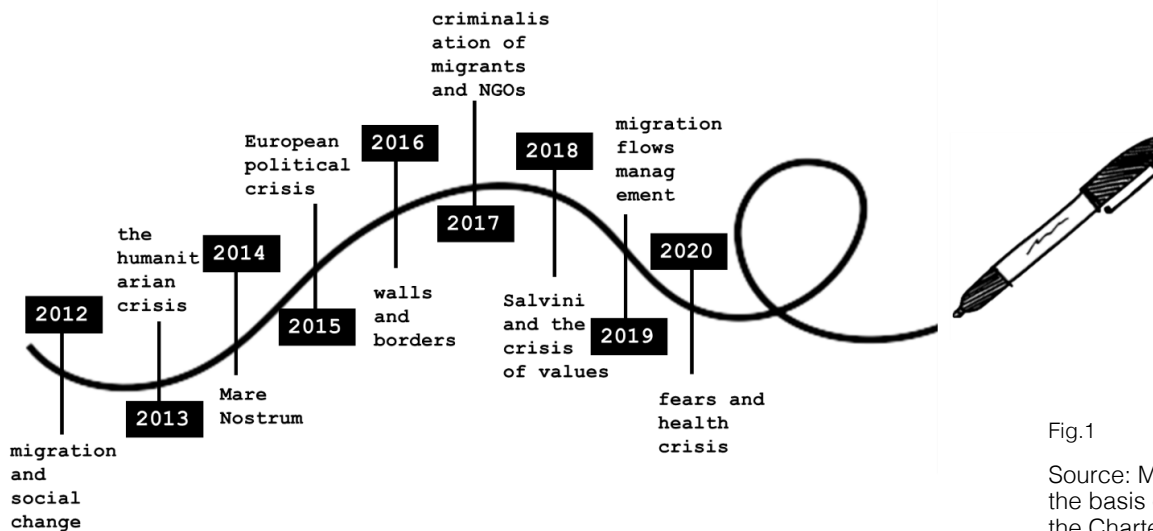 2012
migration
and
social
change
the
humanit
arian
crisis
2013
2014
Mare
Nostrum
European
political
crisis
2015
2016
walls
and
borders
criminalis
ation of
migrants
and NGOs
2017
2018
Salvini
and the
crisis
of values
migration
flows
manag
ement
2019
2020
fears and
health
crisis
Fig.1
Source: M
the basis
the Charte